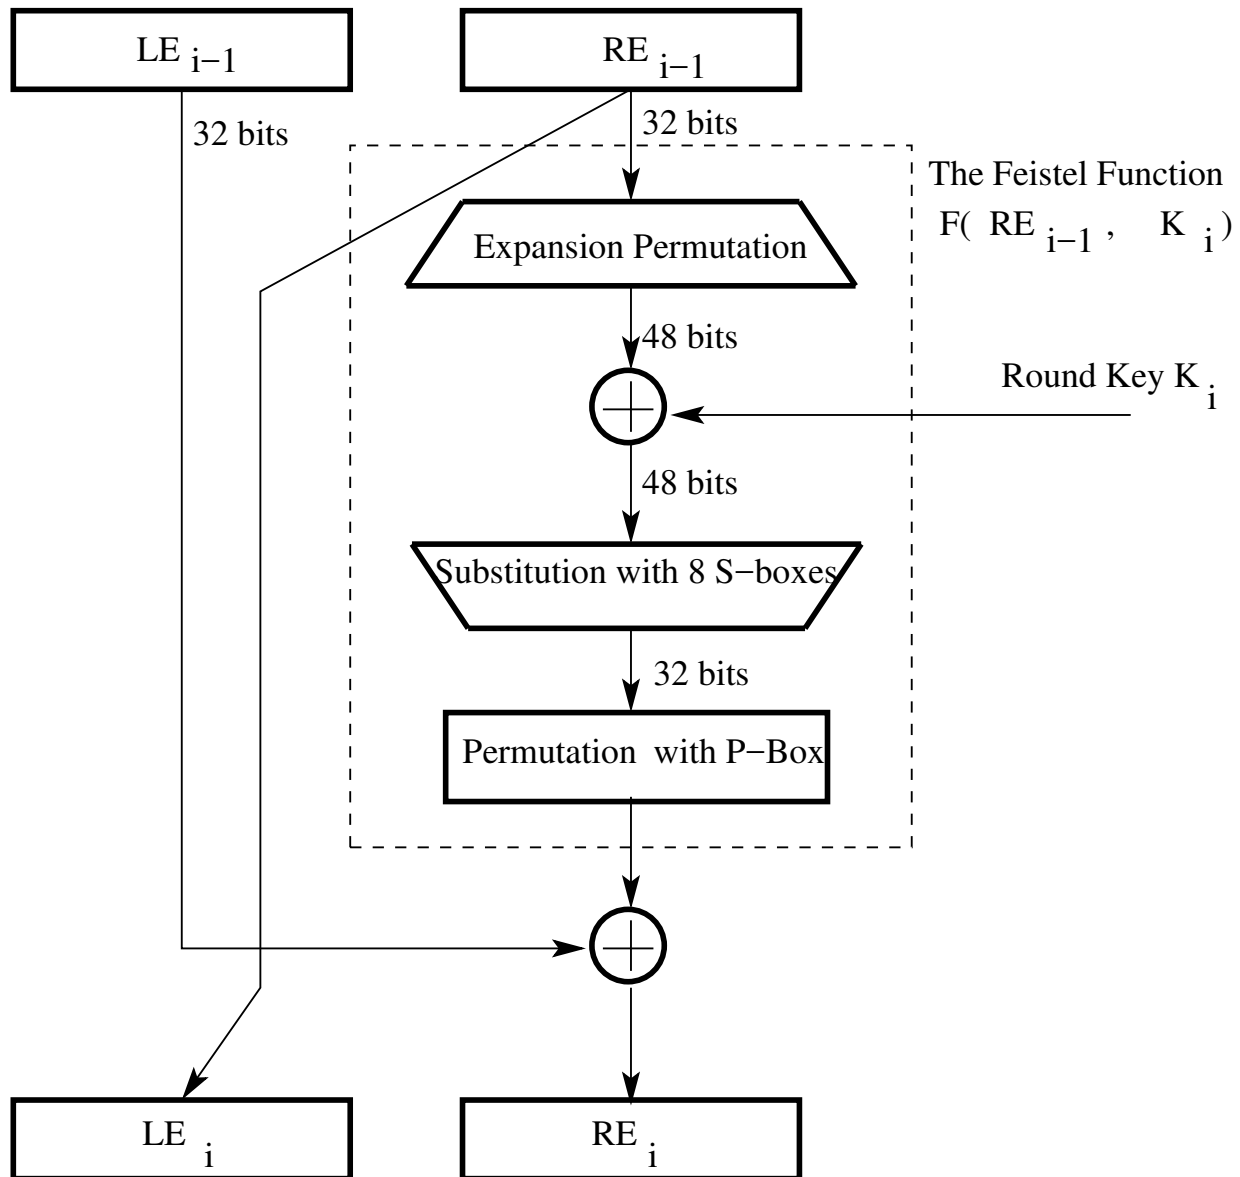 LE i−1
RE i−1
32 bits
32 bits
The Feistel Function
F( RE i−1 , K i )
Expansion Permutation
48 bits
Round Key K i
48 bits
Substitution with 8 S−boxes
32 bits
Permutation with P−Box
LE i
RE i